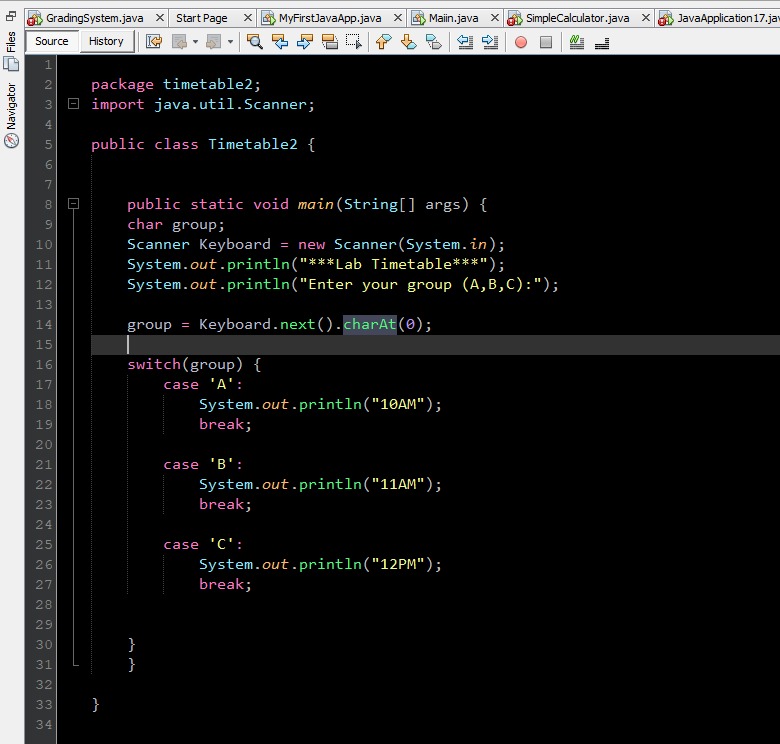 GradingSystem.java Start Page MyFirstJavaApp.java Maiin.java SimpleCalculator.java JavaApplication17.jav
Files
Navigator
Source History
1
2 package timetable2;
3 import java.util.Scanner;
4
5 public class Timetable2 {
6
7
8 public static void main(String[] args) {
9 char group;
10 Scanner Keyboard = new Scanner(System.in);
11 System.out.println("***Lab Timetable***");
12 System.out.println("Enter your group (A,B,C):");
13
14 group = Keyboard.next().charAt(0);
15
16 switch(group) {
17 case 'A':
18 System.out.println("10AM");
19 break;
20
21 case 'B':
22 System.out.println("11AM");
23 break;
24
25 case 'C':
26 System.out.println("12PM");
27 break;
28
29
30 }
31 }
32
33 }
34